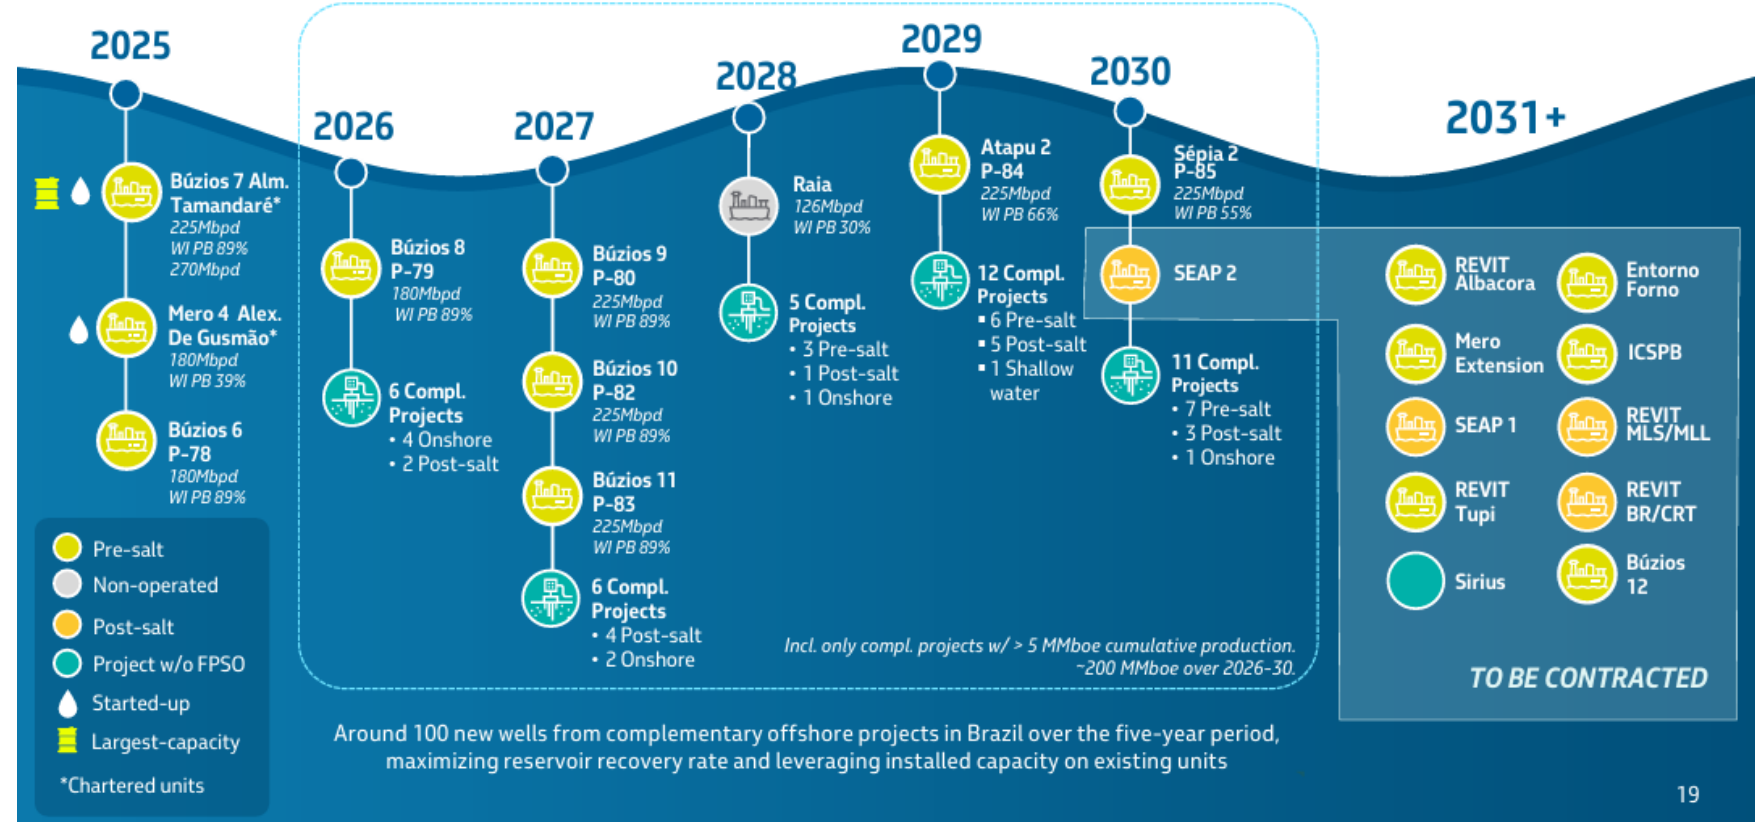 2025
Búzios 7 Alm.
Tamandaré*
225Mbpd
WI PB 89%
270Mbpd
Mero 4 Alex.
De Gusmão*
180Mbpd
WI PB 39%
Búzios 6
P-78
180Mbpd
WI PB 89%
Pre-salt
Non-operated
Post-salt
Project w/o FPSO
Started-up
Largest-capacity
*Chartered units
2026
Búzios 8
P-79
180Mbpd
WI PB 89%
6 Compl.
Projects
• 4 Onshore
• 2 Post-salt
2027
Búzios 9
P-80
225Mbpd
WI PB 89%
Búzios 10
P-82
225Mbpd
WI PB 89%
Búzios 11
P-83
225Mbpd
WI PB 89%
6 Compl.
Projects
• 4 Post-salt
• 2 Onshore
2028
Raia
126Mbpd
WI PB 30%
5 Compl.
Projects
• 3 Pre-salt
• 1 Post-salt
• 1 Onshore
2029
Atapu 2
P-84
225Mbpd
WI PB 66%
12 Compl.
Projects
▪ 6 Pre-salt
▪ 5 Post-salt
▪ 1 Shallow
water
2030
Sépia 2
P-85
225Mbpd
WI PB 55%
SEAP 2
11 Compl.
Projects
• 7 Pre-salt
• 3 Post-salt
• 1 Onshore
Incl. only compl. projects w/ > 5 MMboe cumulative production.
~200 MMboe over 2026-30.
2031+
REVIT
Albacora
Mero
Extension
SEAP 1
REVIT
Tupi
Sirius
Entorno
Forno
ICSPB
REVIT
MLS/MLL
REVIT
BR/CRT
Búzios
12
TO BE CONTRACTED
Around 100 new wells from complementary offshore projects in Brazil over the five-year period,
maximizing reservoir recovery rate and leveraging installed capacity on existing units
19